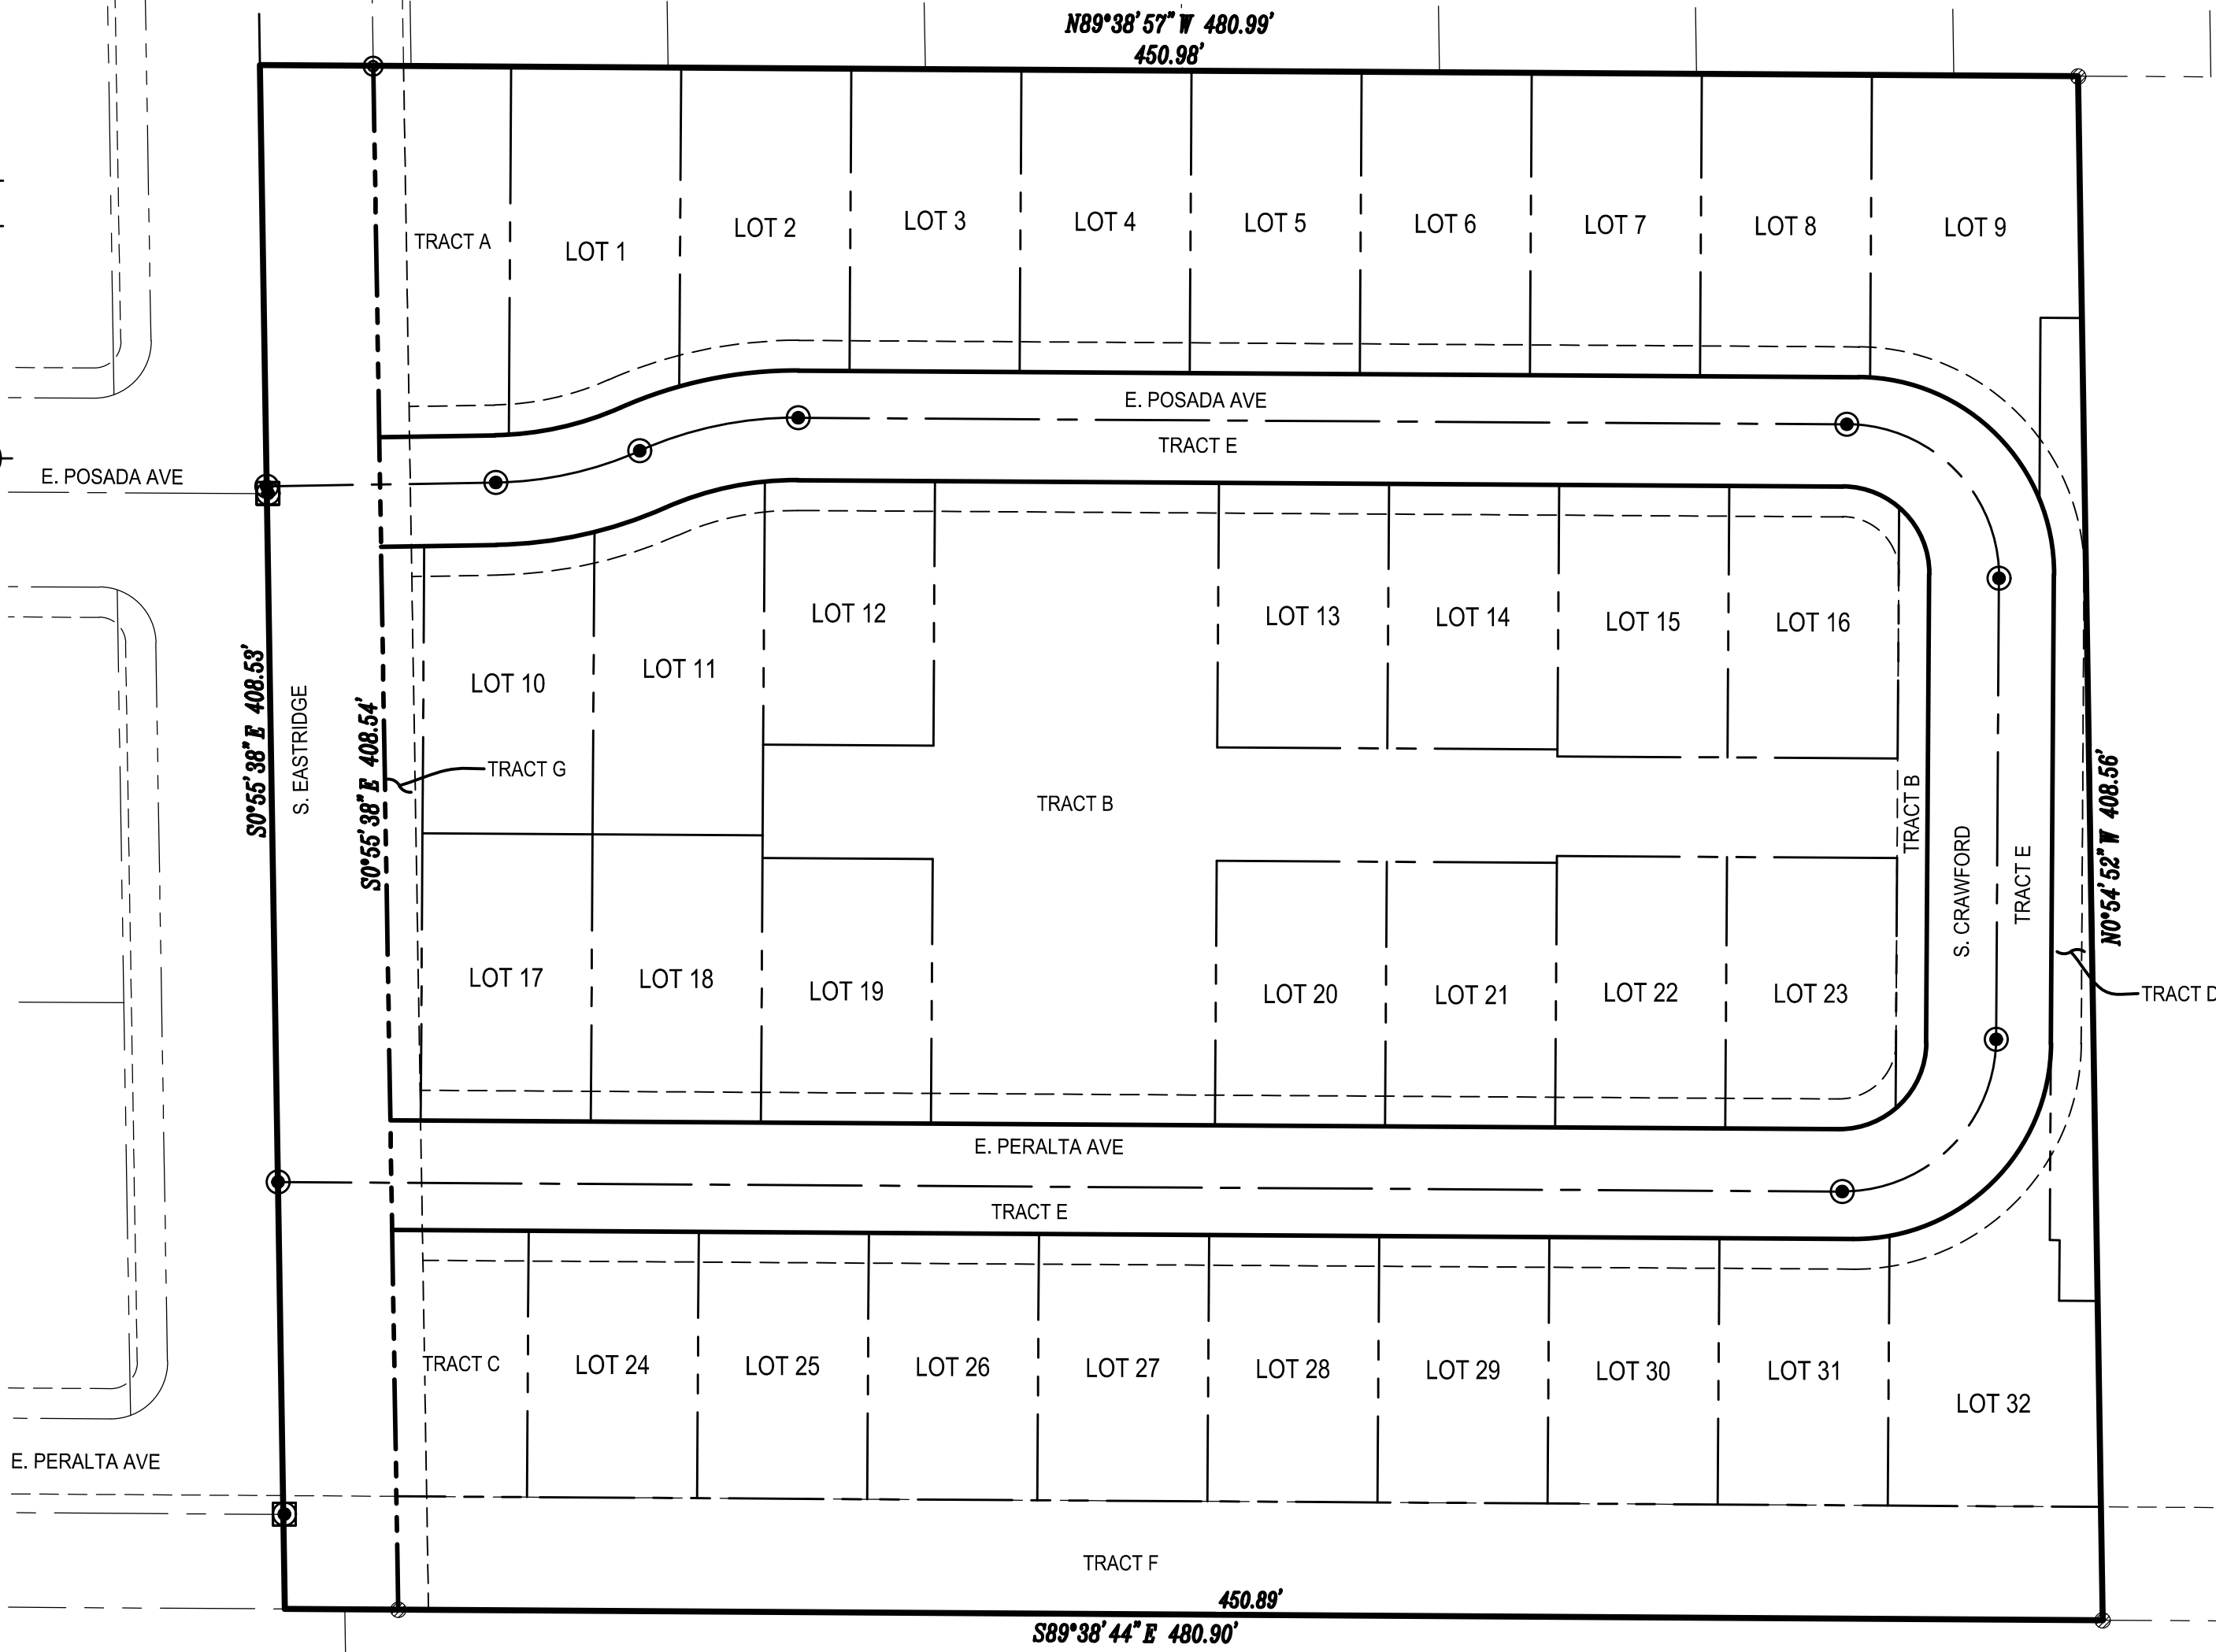 N89°38'57" W 480.99'
450.98'
TRACT A
LOT 1
LOT 2
LOT 3
LOT 4
LOT 5
LOT 6
LOT 7
LOT 8
LOT 9
E. POSADA AVE
TRACT E
E. POSADA AVE
LOT 10
LOT 11
LOT 12
LOT 13
LOT 14
LOT 15
LOT 16
S0°55'38" E 408.53'
S. EASTRIDGE
S0°55'38" E 408.54'
TRACT G
TRACT B
TRACT B
S. CRAWFORD
TRACT E
N0°54'52" W 408.56'
TRACT D
LOT 17
LOT 18
LOT 19
LOT 20
LOT 21
LOT 22
LOT 23
E. PERALTA AVE
TRACT E
TRACT C
LOT 24
LOT 25
LOT 26
LOT 27
LOT 28
LOT 29
LOT 30
LOT 31
LOT 32
E. PERALTA AVE
TRACT F
450.89'
S89°38'44" E 480.90'